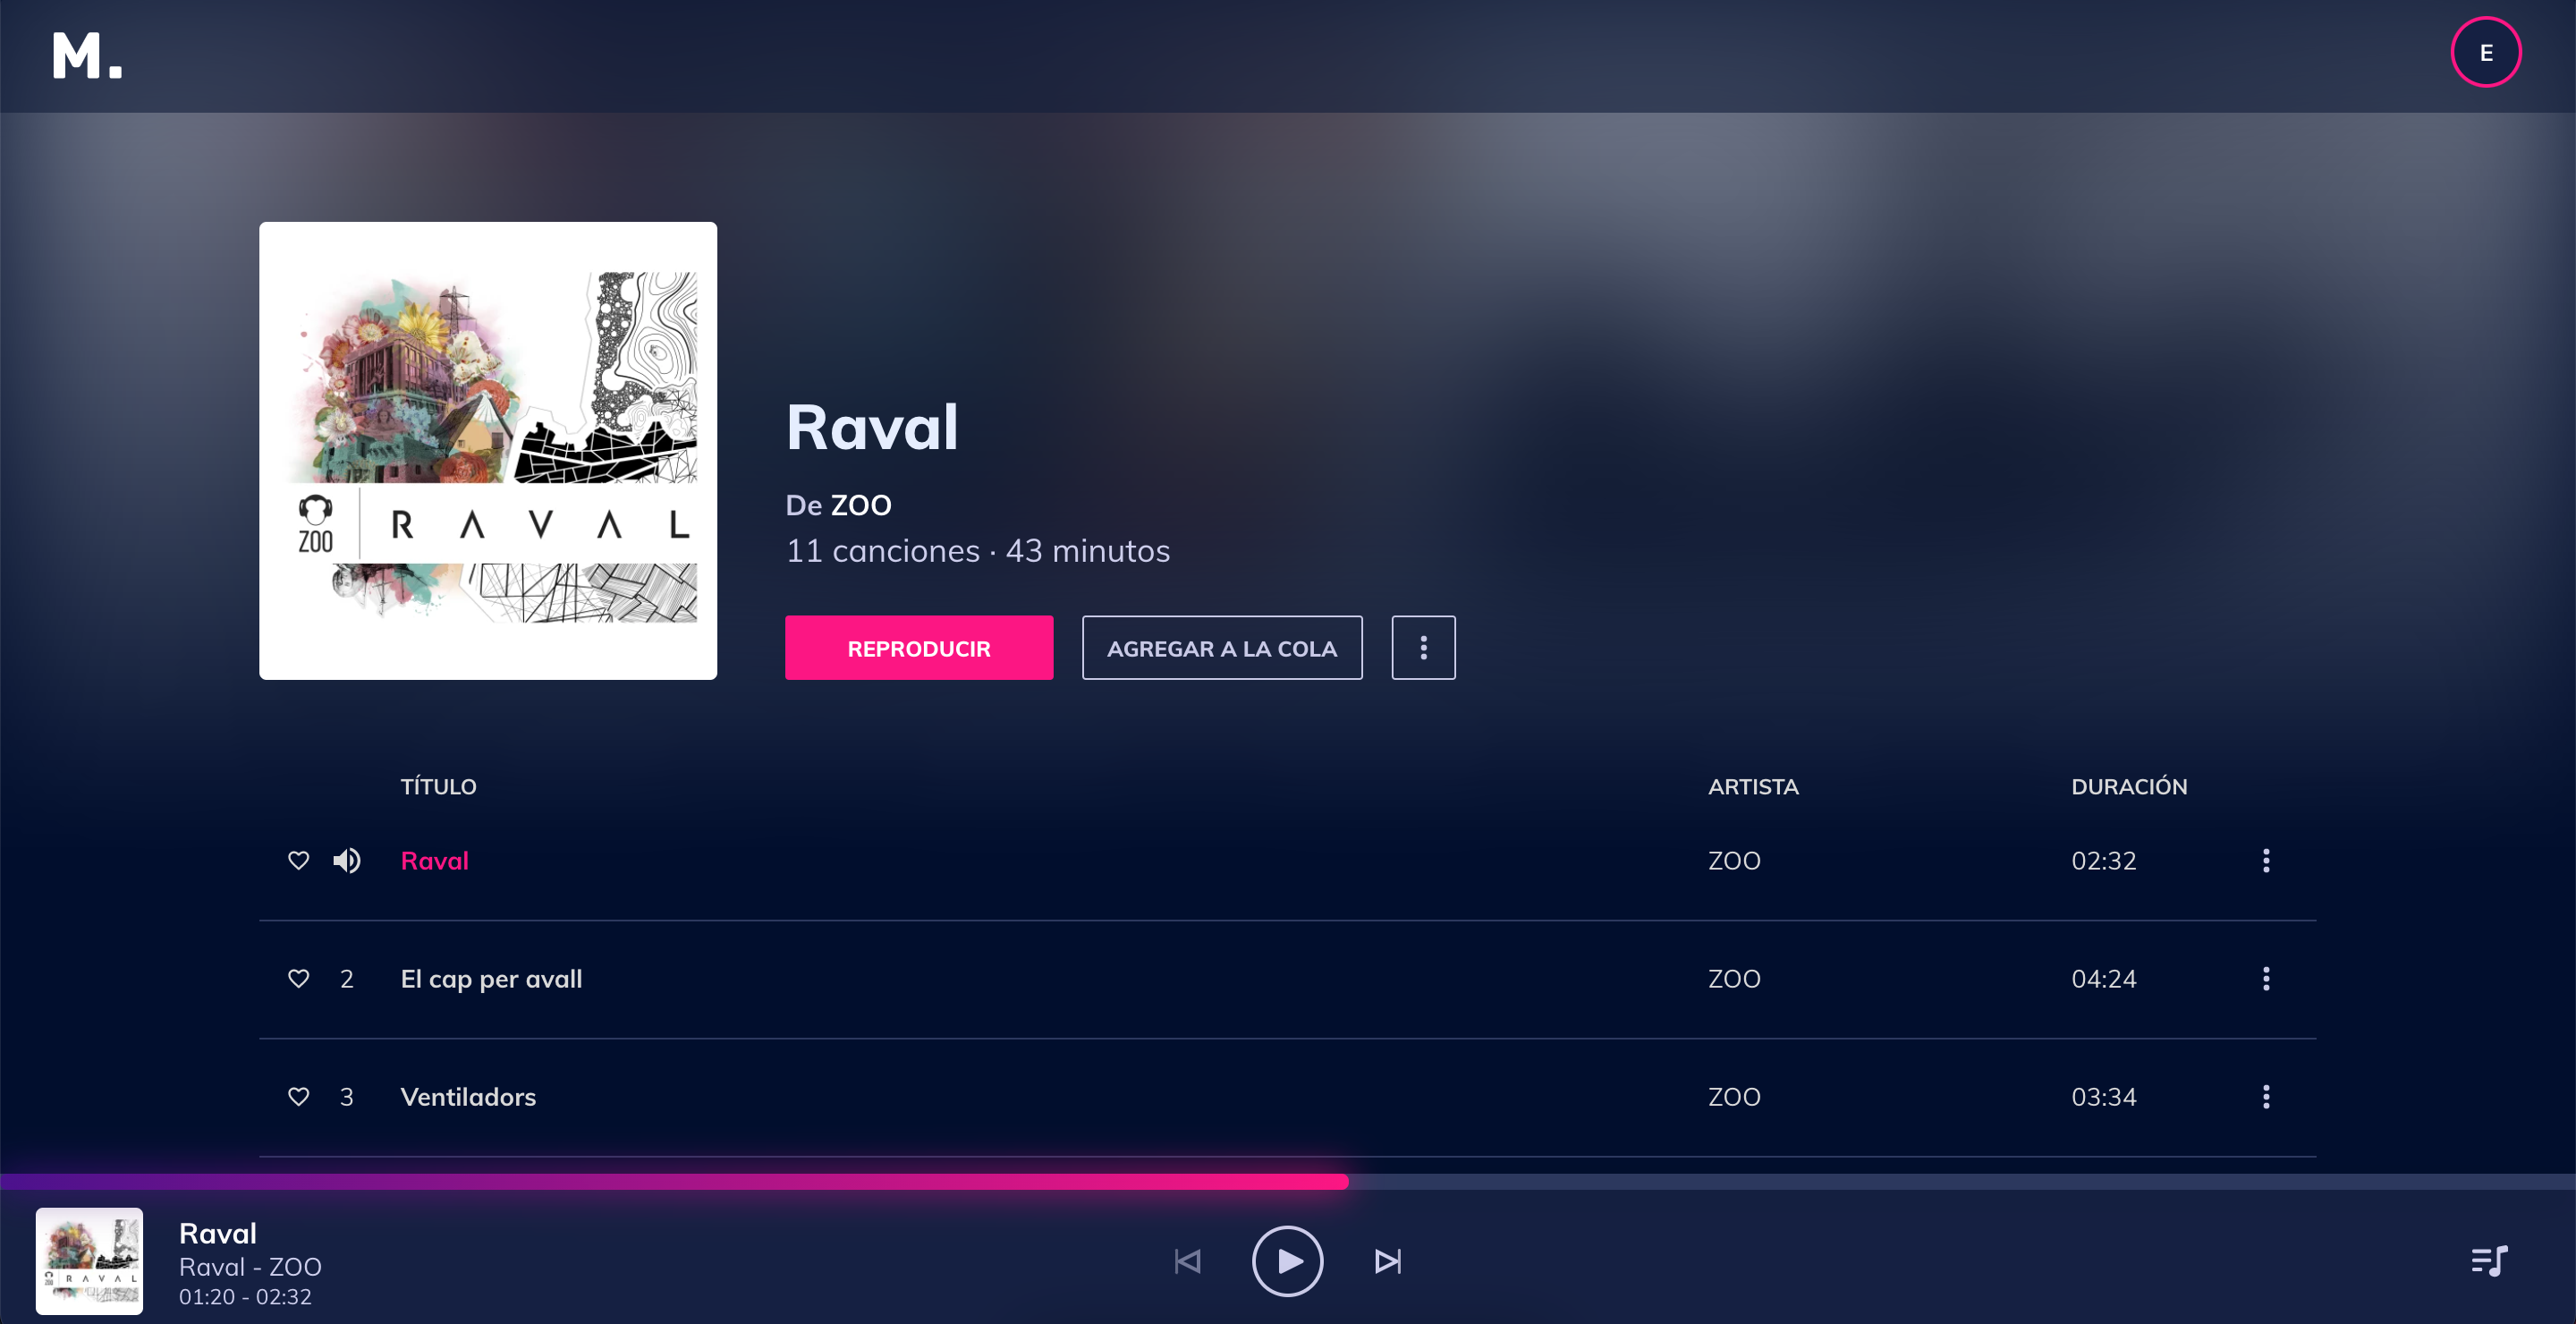 M.
E
ZOO
R A V A L
Raval
De ZOO
11 canciones · 43 minutos
REPRODUCIR
AGREGAR A LA COLA
TÍTULO ARTISTA DURACIÓN
Raval ZOO 02:32
2 El cap per avall ZOO 04:24
3 Ventiladors ZOO 03:34
ZOO
R A V A L
Raval
Raval - ZOO
01:20 - 02:32